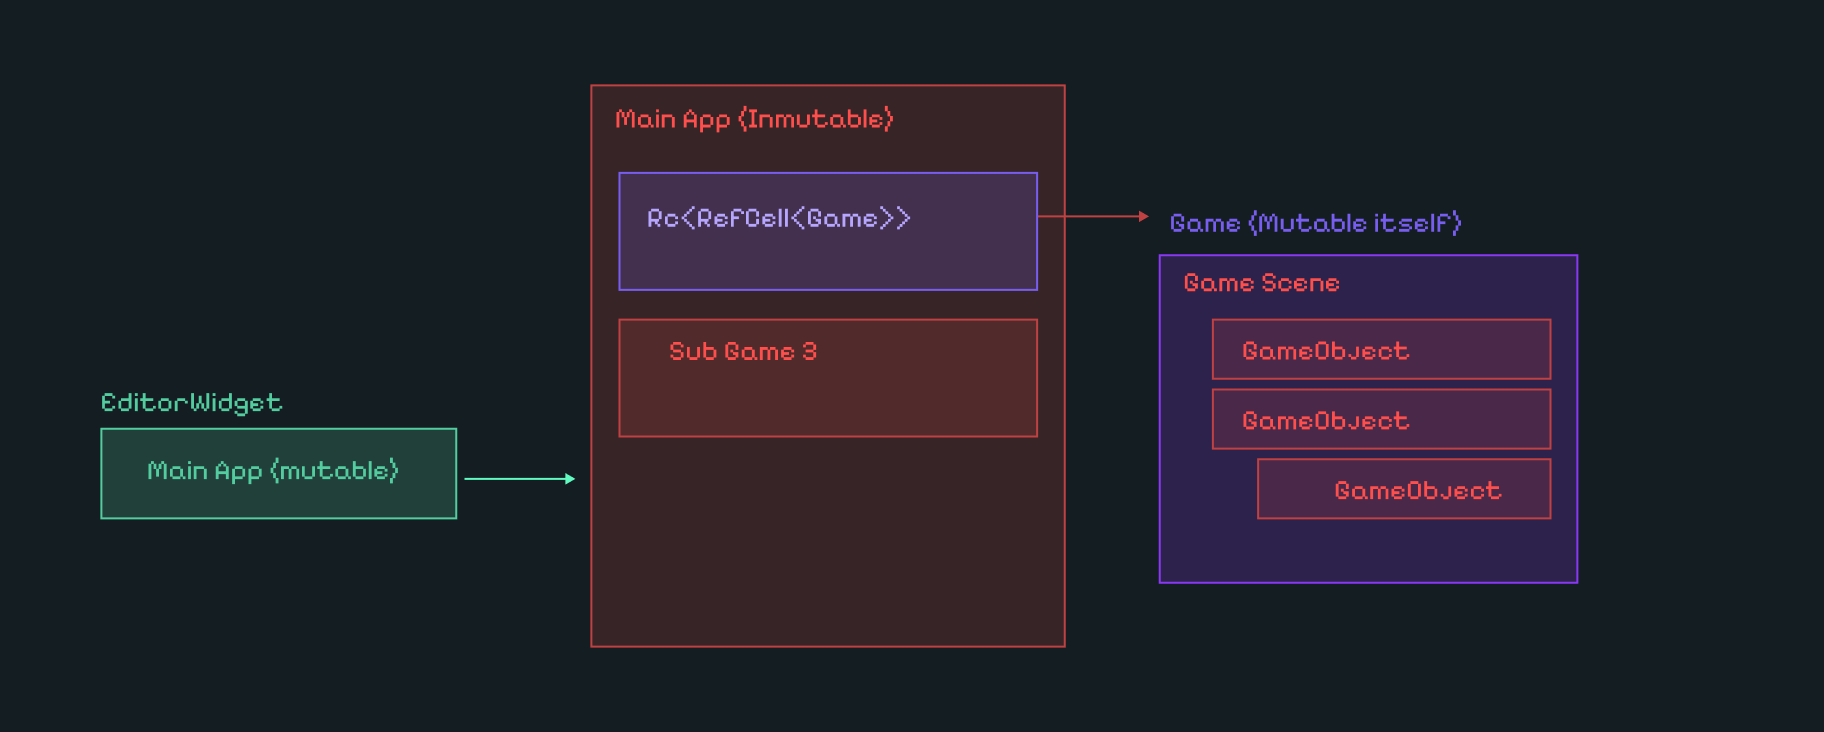 Main App {Inmutable}
Rc<RefCell<Game>>
Sub Game 3
EditorWidget
Main App {mutable}
Game {Mutable itself}
Game Scene
GameObject
GameObject
GameObject